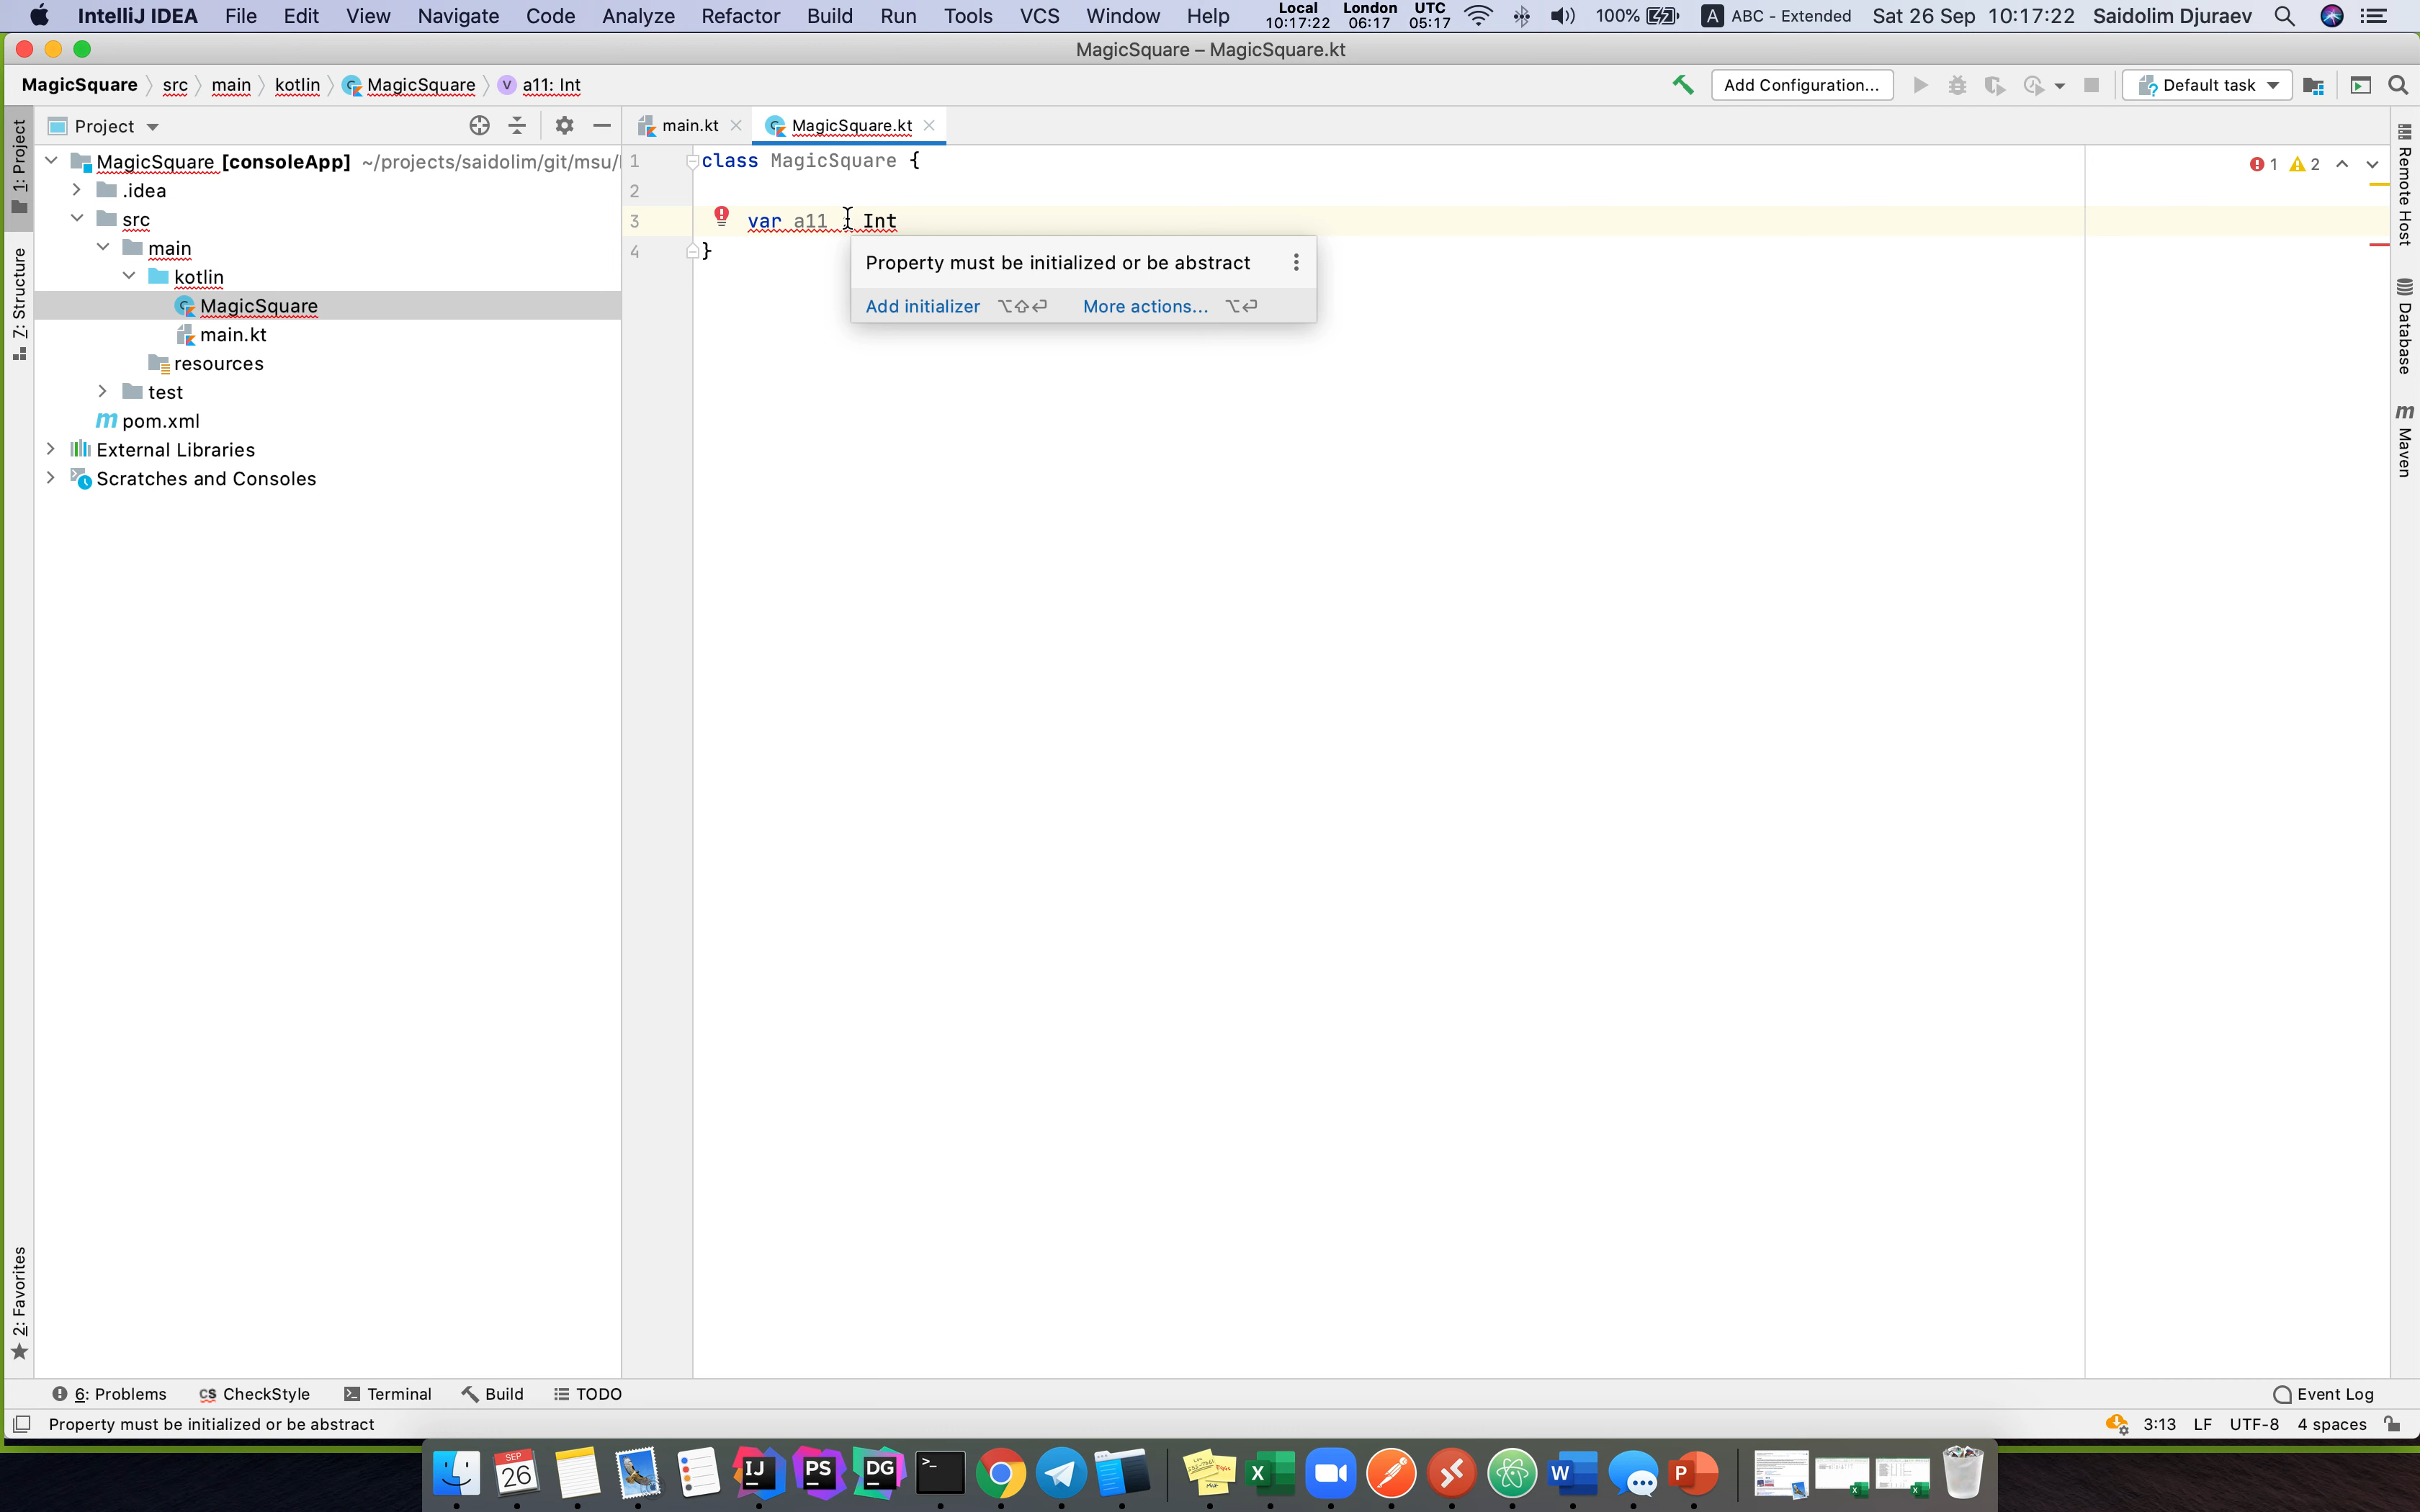 IntelliJ IDEA File Edit View Navigate Code Analyze Refactor Build Run Tools VCS Window Help Local 10:17:22 London 06:17 UTC 05:17 100% A ABC - Extended Sat 26 Sep 10:17:22 Saidolim Djuraev
MagicSquare – MagicSquare.kt
MagicSquare src main kotlin MagicSquare v a11: Int Add Configuration... Default task
1: Project
Project
main.kt MagicSquare.kt
MagicSquare [consoleApp] ~/projects/saidolim/git/msu/
.idea
src
main
kotlin
MagicSquare
main.kt
resources
test
m pom.xml
External Libraries
Scratches and Consoles
Z: Structure
2: Favorites
1 class MagicSquare {
2
3 var a11 : Int
4 }
1 2
Property must be initialized or be abstract
Add initializer ⌥⇧⏎ More actions... ⌥⏎
Remote Host
Database
m Maven
6: Problems CS CheckStyle Terminal Build TODO Event Log
Property must be initialized or be abstract 3:13 LF UTF-8 4 spaces
SEP 26 IJ PS DG >_ X W P